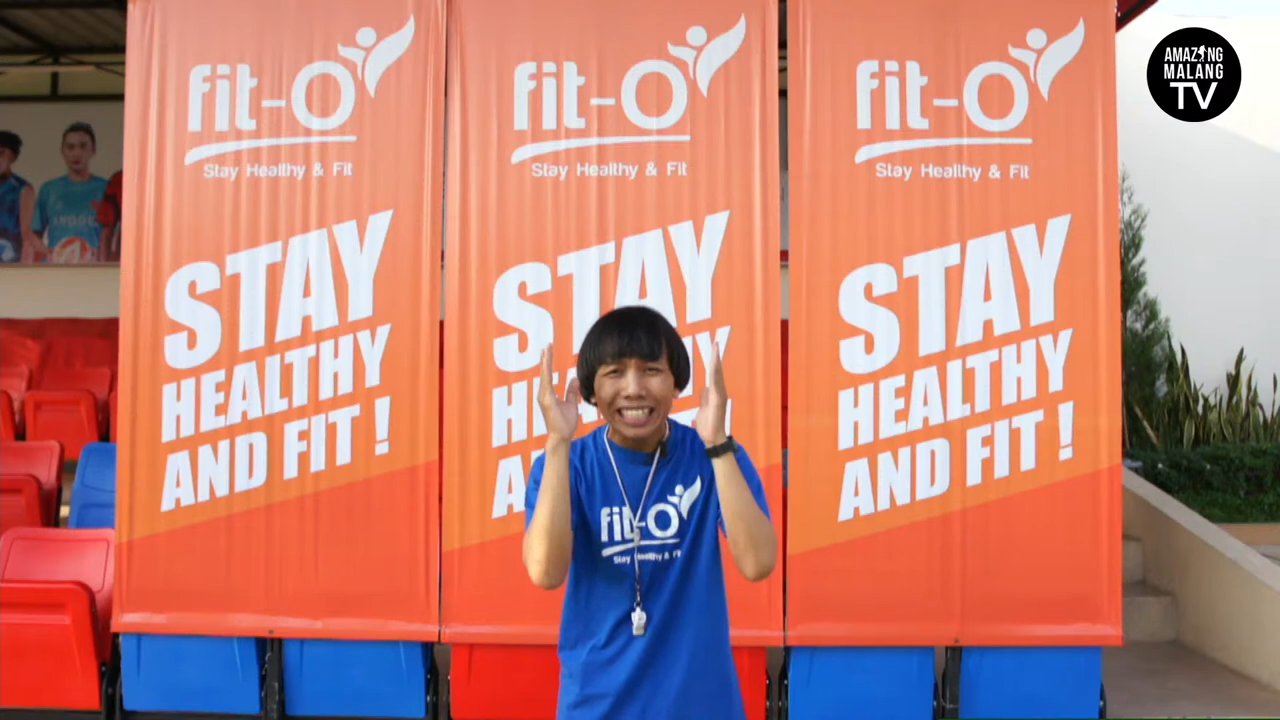 fit-O
Stay Healthy & Fit
STAY
HEALTHY
AND FIT !
fit-O
Stay Healthy & Fit
STAY
fit-O
Stay Healthy & Fit
STAY
HEALTHY
AND FIT !
AMAZING
MALANG
TV
fit-O
Stay Healthy & Fit